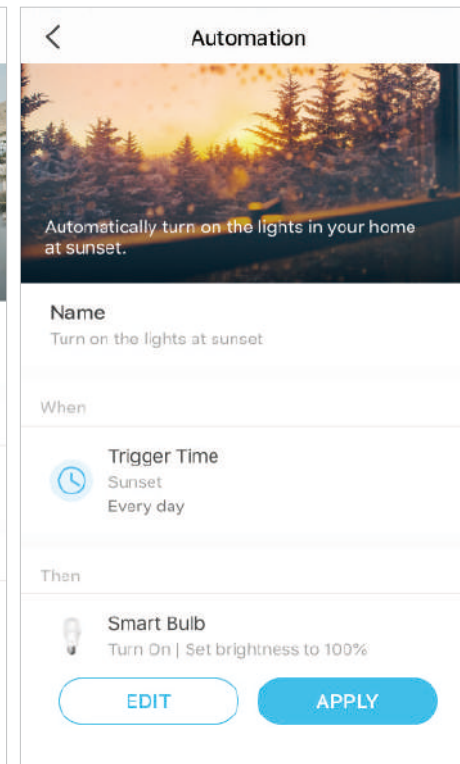 Automation
Automatically turn on the lights in your home
at sunset.
Name
Turn on the lights at sunset
When
Trigger Time
Sunset
Every day
Then
Smart Bulb
Turn On | Set brightness to 100%
EDIT
APPLY